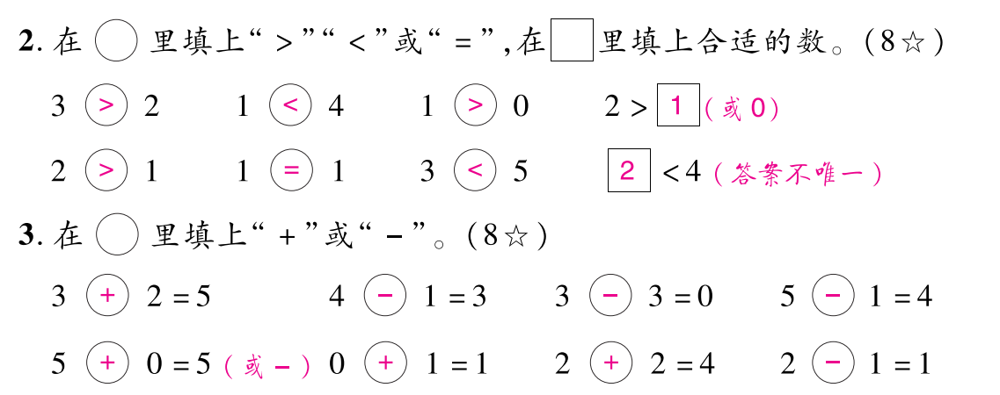 2. 在 ○ 里填上“ > ”“ < ”或“ = ”,在 □ 里填上合适的数。(8☆)
3 > 2 1 < 4 1 > 0 2 > 1 (或 0)
2 > 1 1 = 1 3 < 5 2 < 4 (答案不唯一)
3. 在 ○ 里填上“ + ”或“ − ”。(8☆)
3 + 2 = 5 4 − 1 = 3 3 − 3 = 0 5 − 1 = 4
5 + 0 = 5 (或 −) 0 + 1 = 1 2 + 2 = 4 2 − 1 = 1